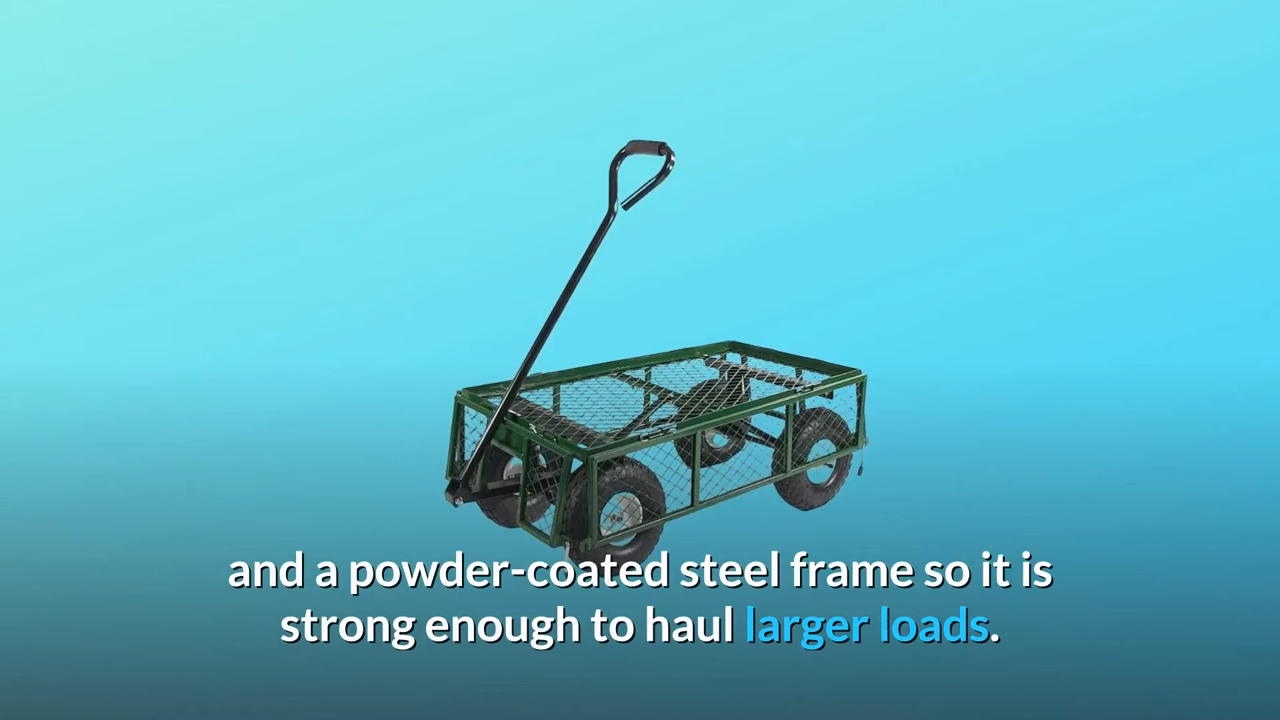 and a powder-coated steel frame so it is
strong enough to haul larger loads.